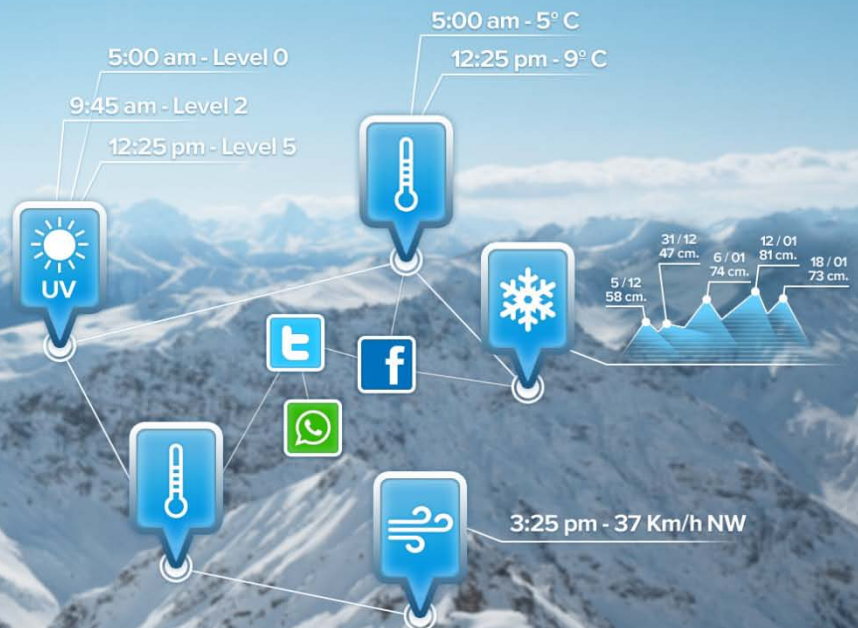 5:00 am - 5° C
12:25 pm - 9° C
5:00 am - Level 0
9:45 am - Level 2
12:25 pm - Level 5
UV
5 / 12
58 cm.
31 / 12
47 cm.
6 / 01
74 cm.
12 / 01
81 cm.
18 / 01
73 cm.
t
f
3:25 pm - 37 Km/h NW